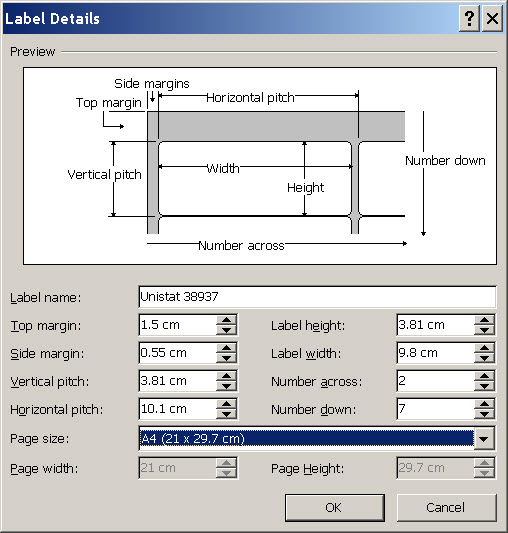 Label Details
Preview
Side margins
Horizontal pitch
Top margin
Number down
Vertical pitch
Width
Height
Number across
Label name: Unistat 38937
Top margin: 1.5 cm Label height: 3.81 cm
Side margin: 0.55 cm Label width: 9.8 cm
Vertical pitch: 3.81 cm Number across: 2
Horizontal pitch: 10.1 cm Number down: 7
Page size: A4 (21 x 29.7 cm)
Page width: 21 cm Page Height: 29.7 cm
OK Cancel